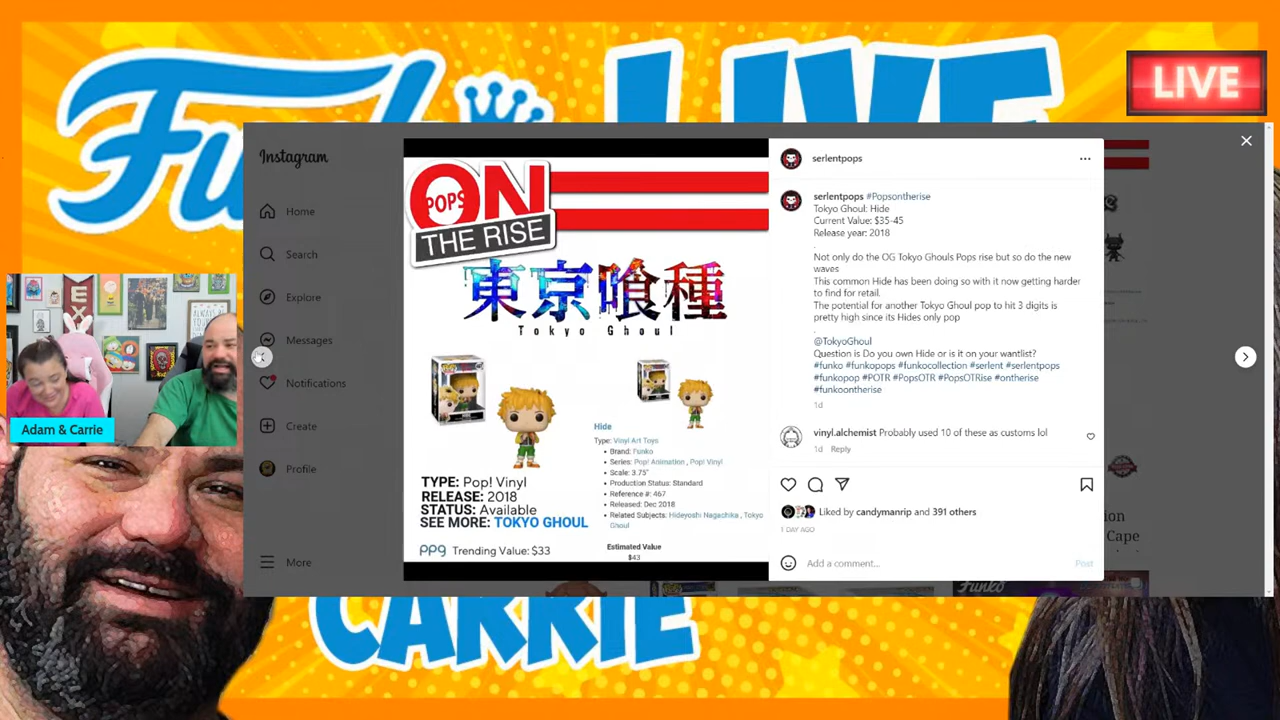 Funko LIVE
LIVE
Instagram
Home
Search
Explore
Messages
Notifications
Create
Profile
More
POPS
ON
THE RISE
東京喰種
Tokyo Ghoul
TYPE: Pop! Vinyl
RELEASE: 2018
STATUS: Available
SEE MORE: TOKYO GHOUL
ppg Trending Value: $33
Hide
Type: Vinyl Art Toys
• Brand: Funko
• Series: Pop! Animation , Pop! Vinyl
• Scale: 3.75"
• Production Status: Standard
• Reference #: 467
• Released: Dec 2018
• Related Subjects: Hideyoshi Nagachika , Tokyo
Ghoul
Estimated Value
$43
serlentpops
serlentpops #Popsontherise
Tokyo Ghoul: Hide
Current Value: $35-45
Release year: 2018
.
Not only do the OG Tokyo Ghouls Pops rise but so do the new
waves
This common Hide has been doing so with it now getting harder
to find for retail.
The potential for another Tokyo Ghoul pop to hit 3 digits is
pretty high since its Hides only pop
.
@TokyoGhoul
Question is Do you own Hide or is it on your wantlist?
#funko #funkopops #funkocollection #serlent #serlentpops
#funkopop #POTR #PopsOTR #PopsOTRise #ontherise
#funkoontherise
1d
vinyl.alchemist Probably used 10 of these as customs lol
1d Reply
Liked by candymanrip and 391 others
1 DAY AGO
Add a comment...
Post
Cape
Funko
Adam & Carrie
CARRIE